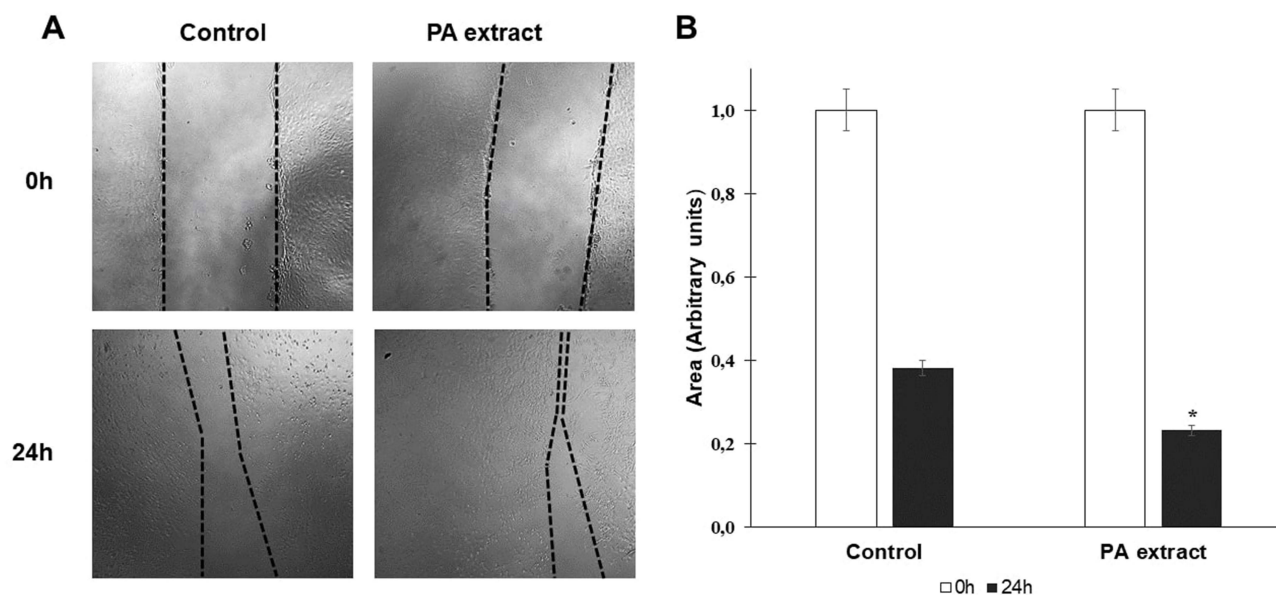 A
Control
PA extract
0h
24h
B
Area (Arbitrary units)
1,0
0,8
0,6
0,4
0,2
0,0
*
Control
PA extract
0h 24h